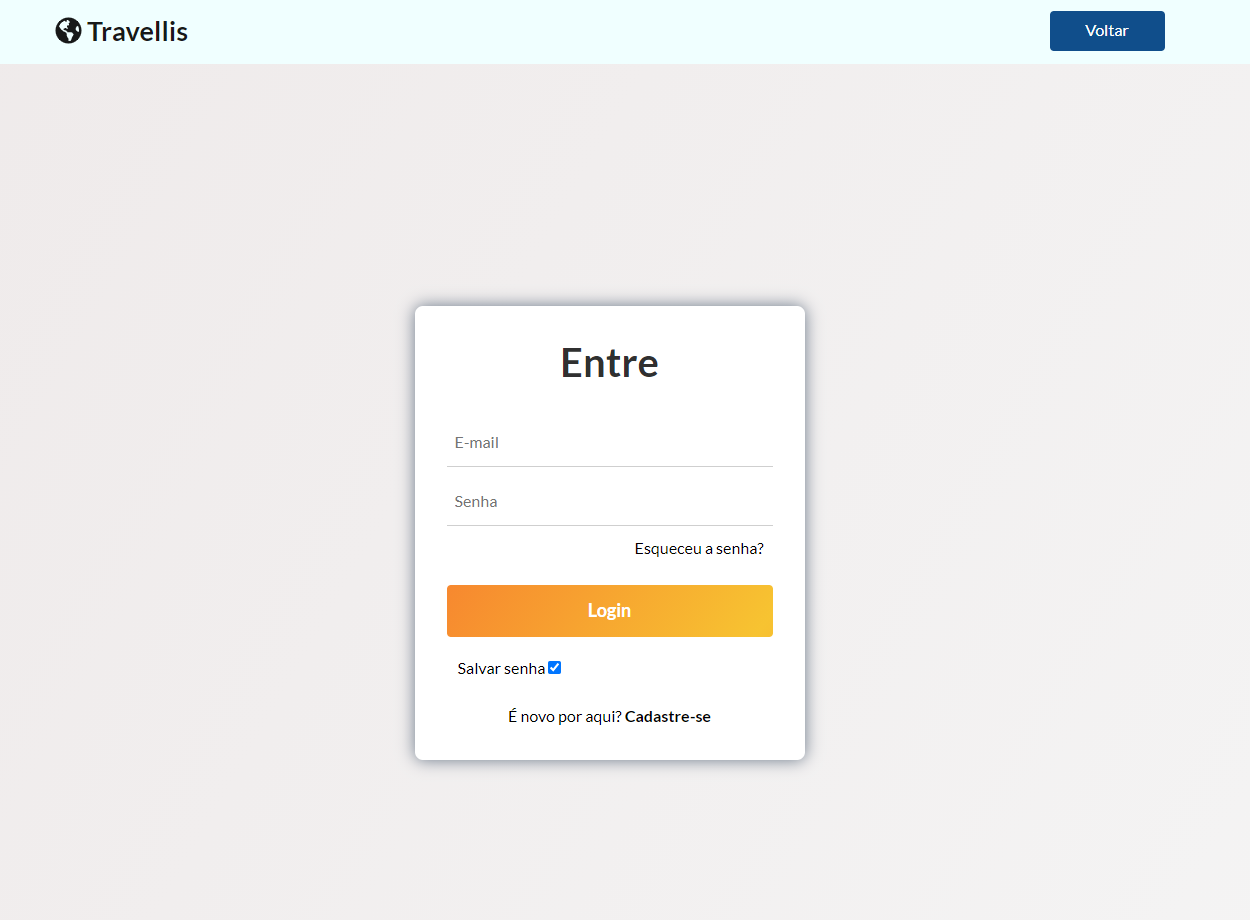 Travellis
Voltar
Entre
E-mail
Senha
Esqueceu a senha?
Login
Salvar senha
É novo por aqui? Cadastre-se